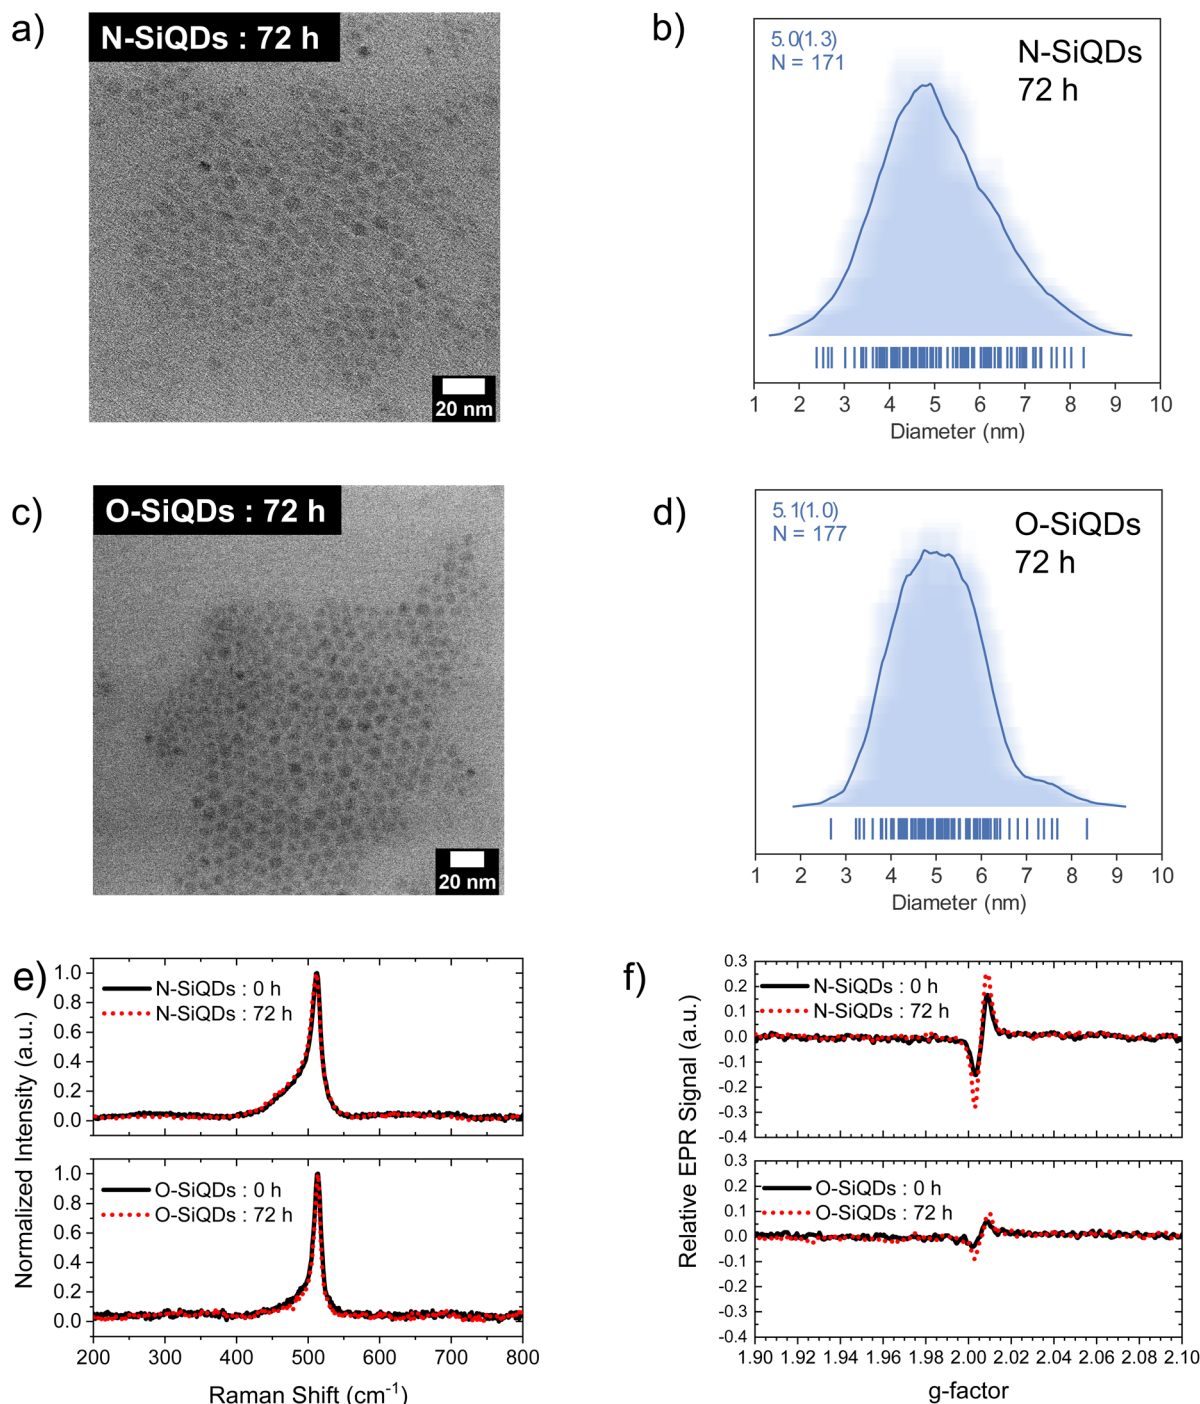 a)
N-SiQDs : 72 h
20 nm
b)
5.0(1.3)
N = 171
N-SiQDs
72 h
1 2 3 4 5 6 7 8 9 10
Diameter (nm)
c)
O-SiQDs : 72 h
20 nm
d)
5.1(1.0)
N = 177
O-SiQDs
72 h
1 2 3 4 5 6 7 8 9 10
Diameter (nm)
e)
Normalized Intensity (a.u.)
1.0
0.8
0.6
0.4
0.2
0.0
N-SiQDs : 0 h
N-SiQDs : 72 h
1.0
0.8
0.6
0.4
0.2
0.0
O-SiQDs : 0 h
O-SiQDs : 72 h
200 300 400 500 600 700 800
Raman Shift (cm⁻¹)
f)
Relative EPR Signal (a.u.)
0.3
0.2
0.1
0.0
-0.1
-0.2
-0.3
-0.4
N-SiQDs : 0 h
N-SiQDs : 72 h
0.3
0.2
0.1
0.0
-0.1
-0.2
-0.3
-0.4
O-SiQDs : 0 h
O-SiQDs : 72 h
1.90 1.92 1.94 1.96 1.98 2.00 2.02 2.04 2.06 2.08 2.10
g-factor